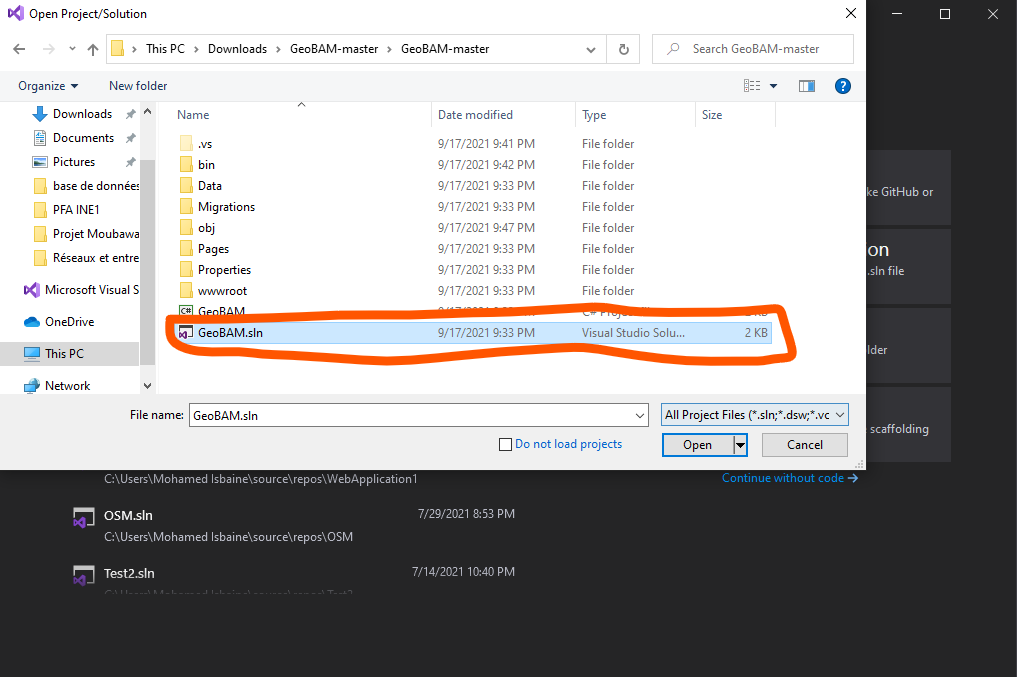 Open Project/Solution
This PC > Downloads > GeoBAM-master > GeoBAM-master
Search GeoBAM-master
Organize
New folder
?
Downloads
Documents
Pictures
base de données
PFA INE1
Projet Moubawa
Réseaux et entre
Microsoft Visual S
OneDrive
This PC
Network
Name Date modified Type Size
.vs 9/17/2021 9:41 PM File folder
bin 9/17/2021 9:42 PM File folder
Data 9/17/2021 9:33 PM File folder
Migrations 9/17/2021 9:33 PM File folder
obj 9/17/2021 9:47 PM File folder
Pages 9/17/2021 9:33 PM File folder
Properties 9/17/2021 9:33 PM File folder
wwwroot 9/17/2021 9:33 PM File folder
C# GeoBAM
GeoBAM.sln 9/17/2021 9:33 PM Visual Studio Solu... 2 KB
File name: GeoBAM.sln
All Project Files (*.sln;*.dsw;*.vc
Do not load projects
Open
Cancel
ke GitHub or
ion
.sln file
lder
scaffolding
Continue without code →
C:\Users\Mohamed Isbaine\source\repos\WebApplication1
OSM.sln 7/29/2021 8:53 PM
C:\Users\Mohamed Isbaine\source\repos\OSM
Test2.sln 7/14/2021 10:40 PM
C:\Users\Mohamed Isbaine\source\repos\Test2